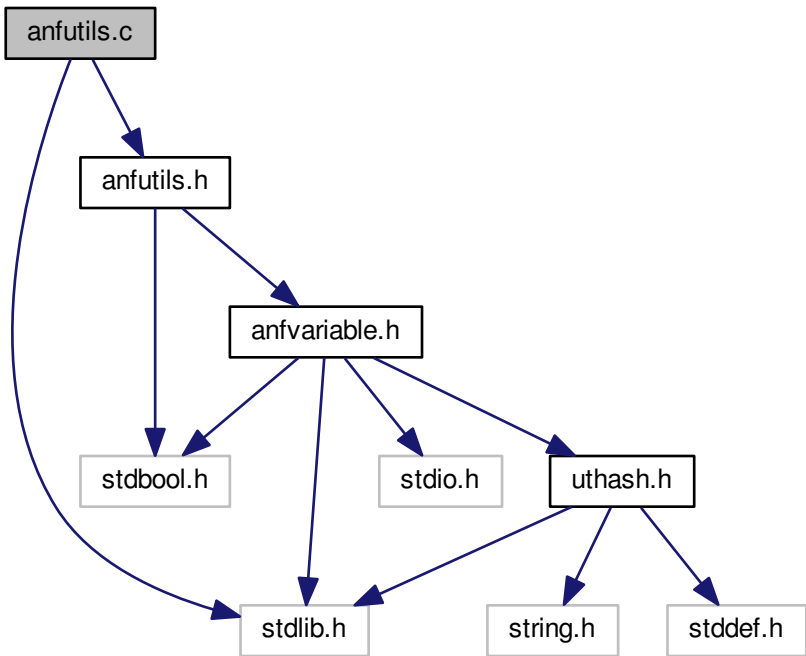 anfutils.c
anfutils.h
anfvariable.h
stdbool.h
stdio.h
uthash.h
stdlib.h
string.h
stddef.h